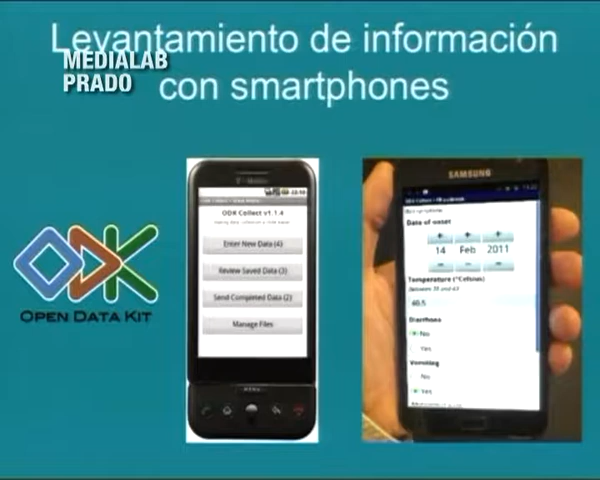 Levantamiento de información
con smartphones
MEDIALAB
PRADO
ODK
OPEN DATA KIT
ODK Collect v1.1.4
Enter New Data (4)
Review Saved Data (3)
Send Completed Data (2)
Manage Files
MENU
SAMSUNG
Date of onset
14 Feb 2011
Temperature (°Celsius)
40.5
Diarrhoea
No
Yes
Vomiting
No
Yes